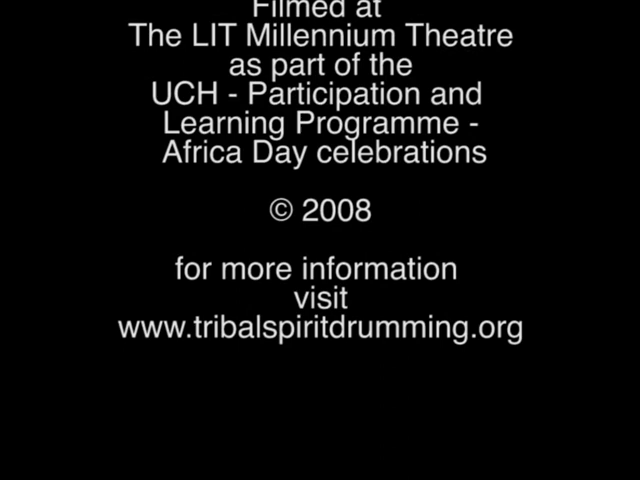 Filmed at
The LIT Millennium Theatre
as part of the
UCH - Participation and
Learning Programme -
Africa Day celebrations
© 2008
for more information
visit
www.tribalspiritdrumming.org